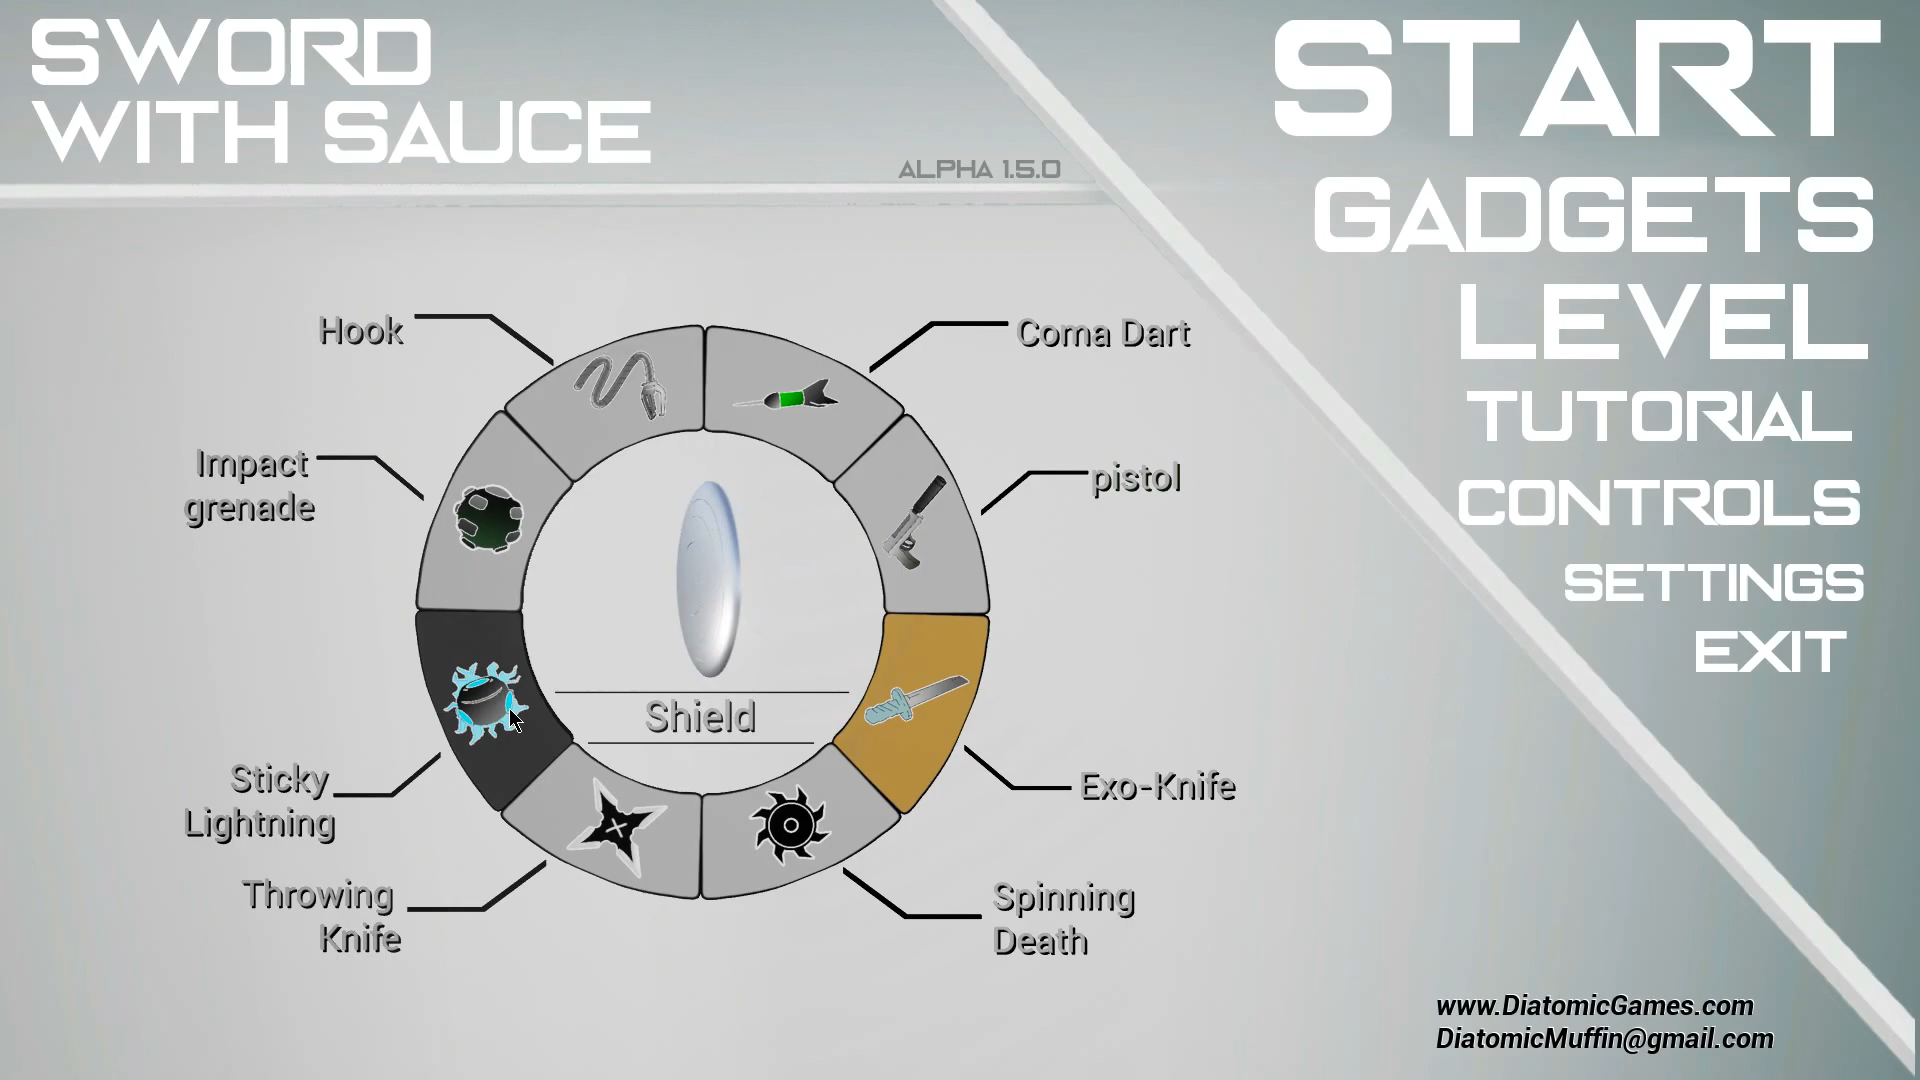 SWORD
WITH SAUCE
ALPHA 1.5.0
START
GADGETS
LEVEL
TUTORIAL
CONTROLS
SETTINGS
EXIT
Hook
Coma Dart
Impact
grenade
pistol
Shield
Sticky
Lightning
Exo-Knife
Throwing
Knife
Spinning
Death
www.DiatomicGames.com
DiatomicMuffin@gmail.com